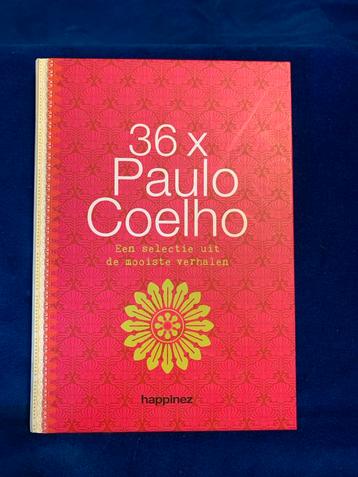 36 x
Paulo
Coelho
Een selectie uit
de mooiste verhalen
happinez